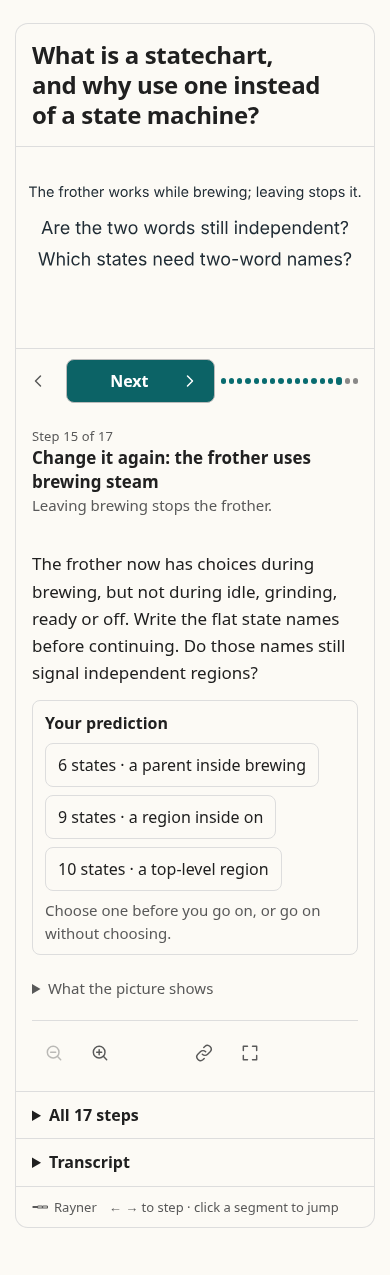 What is a statechart,
and why use one instead
of a state machine?
The frother works while brewing; leaving stops it.
Are the two words still independent?
Which states need two-word names?
Next
Step 15 of 17
Change it again: the frother uses
brewing steam
Leaving brewing stops the frother.
The frother now has choices during
brewing, but not during idle, grinding,
ready or off. Write the flat state names
before continuing. Do those names still
signal independent regions?
Your prediction
6 states · a parent inside brewing
9 states · a region inside on
10 states · a top-level region
Choose one before you go on, or go on
without choosing.
What the picture shows
All 17 steps
Transcript
Rayner ← → to step · click a segment to jump